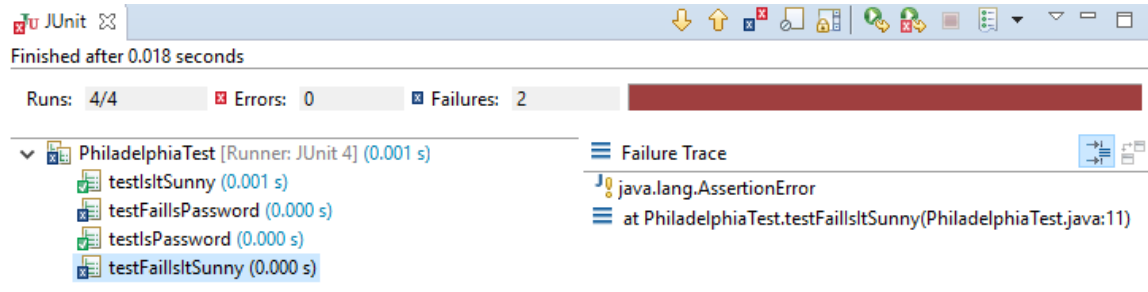 JUnit
Finished after 0.018 seconds
Runs: 4/4 Errors: 0 Failures: 2
PhiladelphiaTest [Runner: JUnit 4] (0.001 s)
testIsItSunny (0.001 s)
testFailIsPassword (0.000 s)
testIsPassword (0.000 s)
testFailIsItSunny (0.000 s)
Failure Trace
java.lang.AssertionError
at PhiladelphiaTest.testFailIsItSunny(PhiladelphiaTest.java:11)